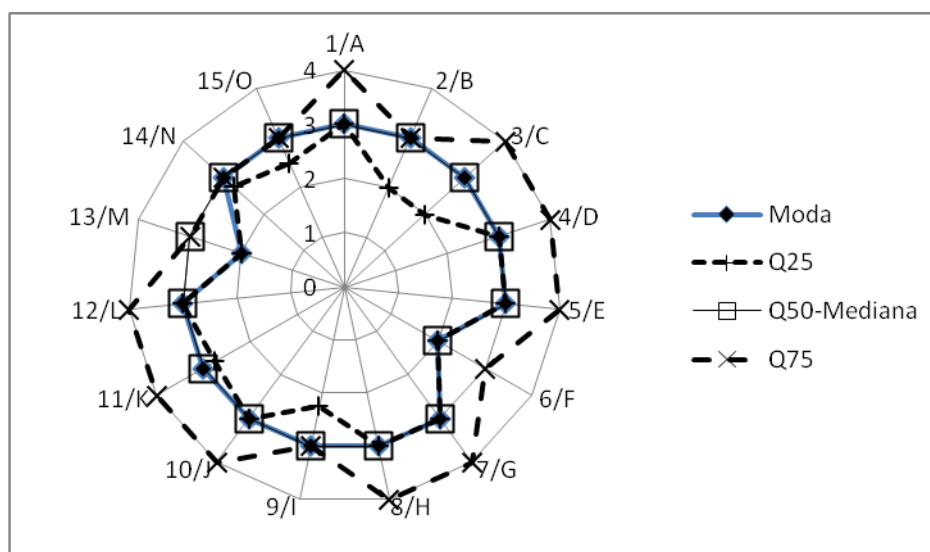 1/A
2/B
3/C
4/D
5/E
6/F
7/G
8/H
9/I
10/J
11/K
12/L
13/M
14/N
15/O
4
3
2
1
0
Moda
Q25
Q50-Mediana
Q75